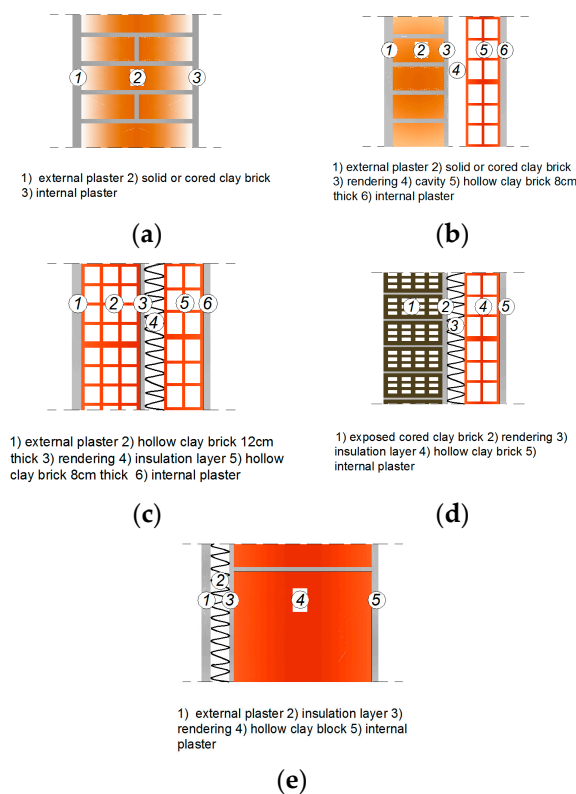 1 2 3
1 2 3 4 5 6
1) external plaster 2) solid or cored clay brick
3) internal plaster
1) external plaster 2) solid or cored clay brick
3) rendering 4) cavity 5) hollow clay brick 8cm
thick 6) internal plaster
(a)
(b)
1 2 3 4 5 6
1 2 3 4 5
1) external plaster 2) hollow clay brick 12cm
thick 3) rendering 4) insulation layer 5) hollow
clay brick 8cm thick 6) internal plaster
1) exposed cored clay brick 2) rendering 3)
insulation layer 4) hollow clay brick 5)
internal plaster
(c)
(d)
1 2 3 4 5
1) external plaster 2) insulation layer 3)
rendering 4) hollow clay block 5) internal
plaster
(e)